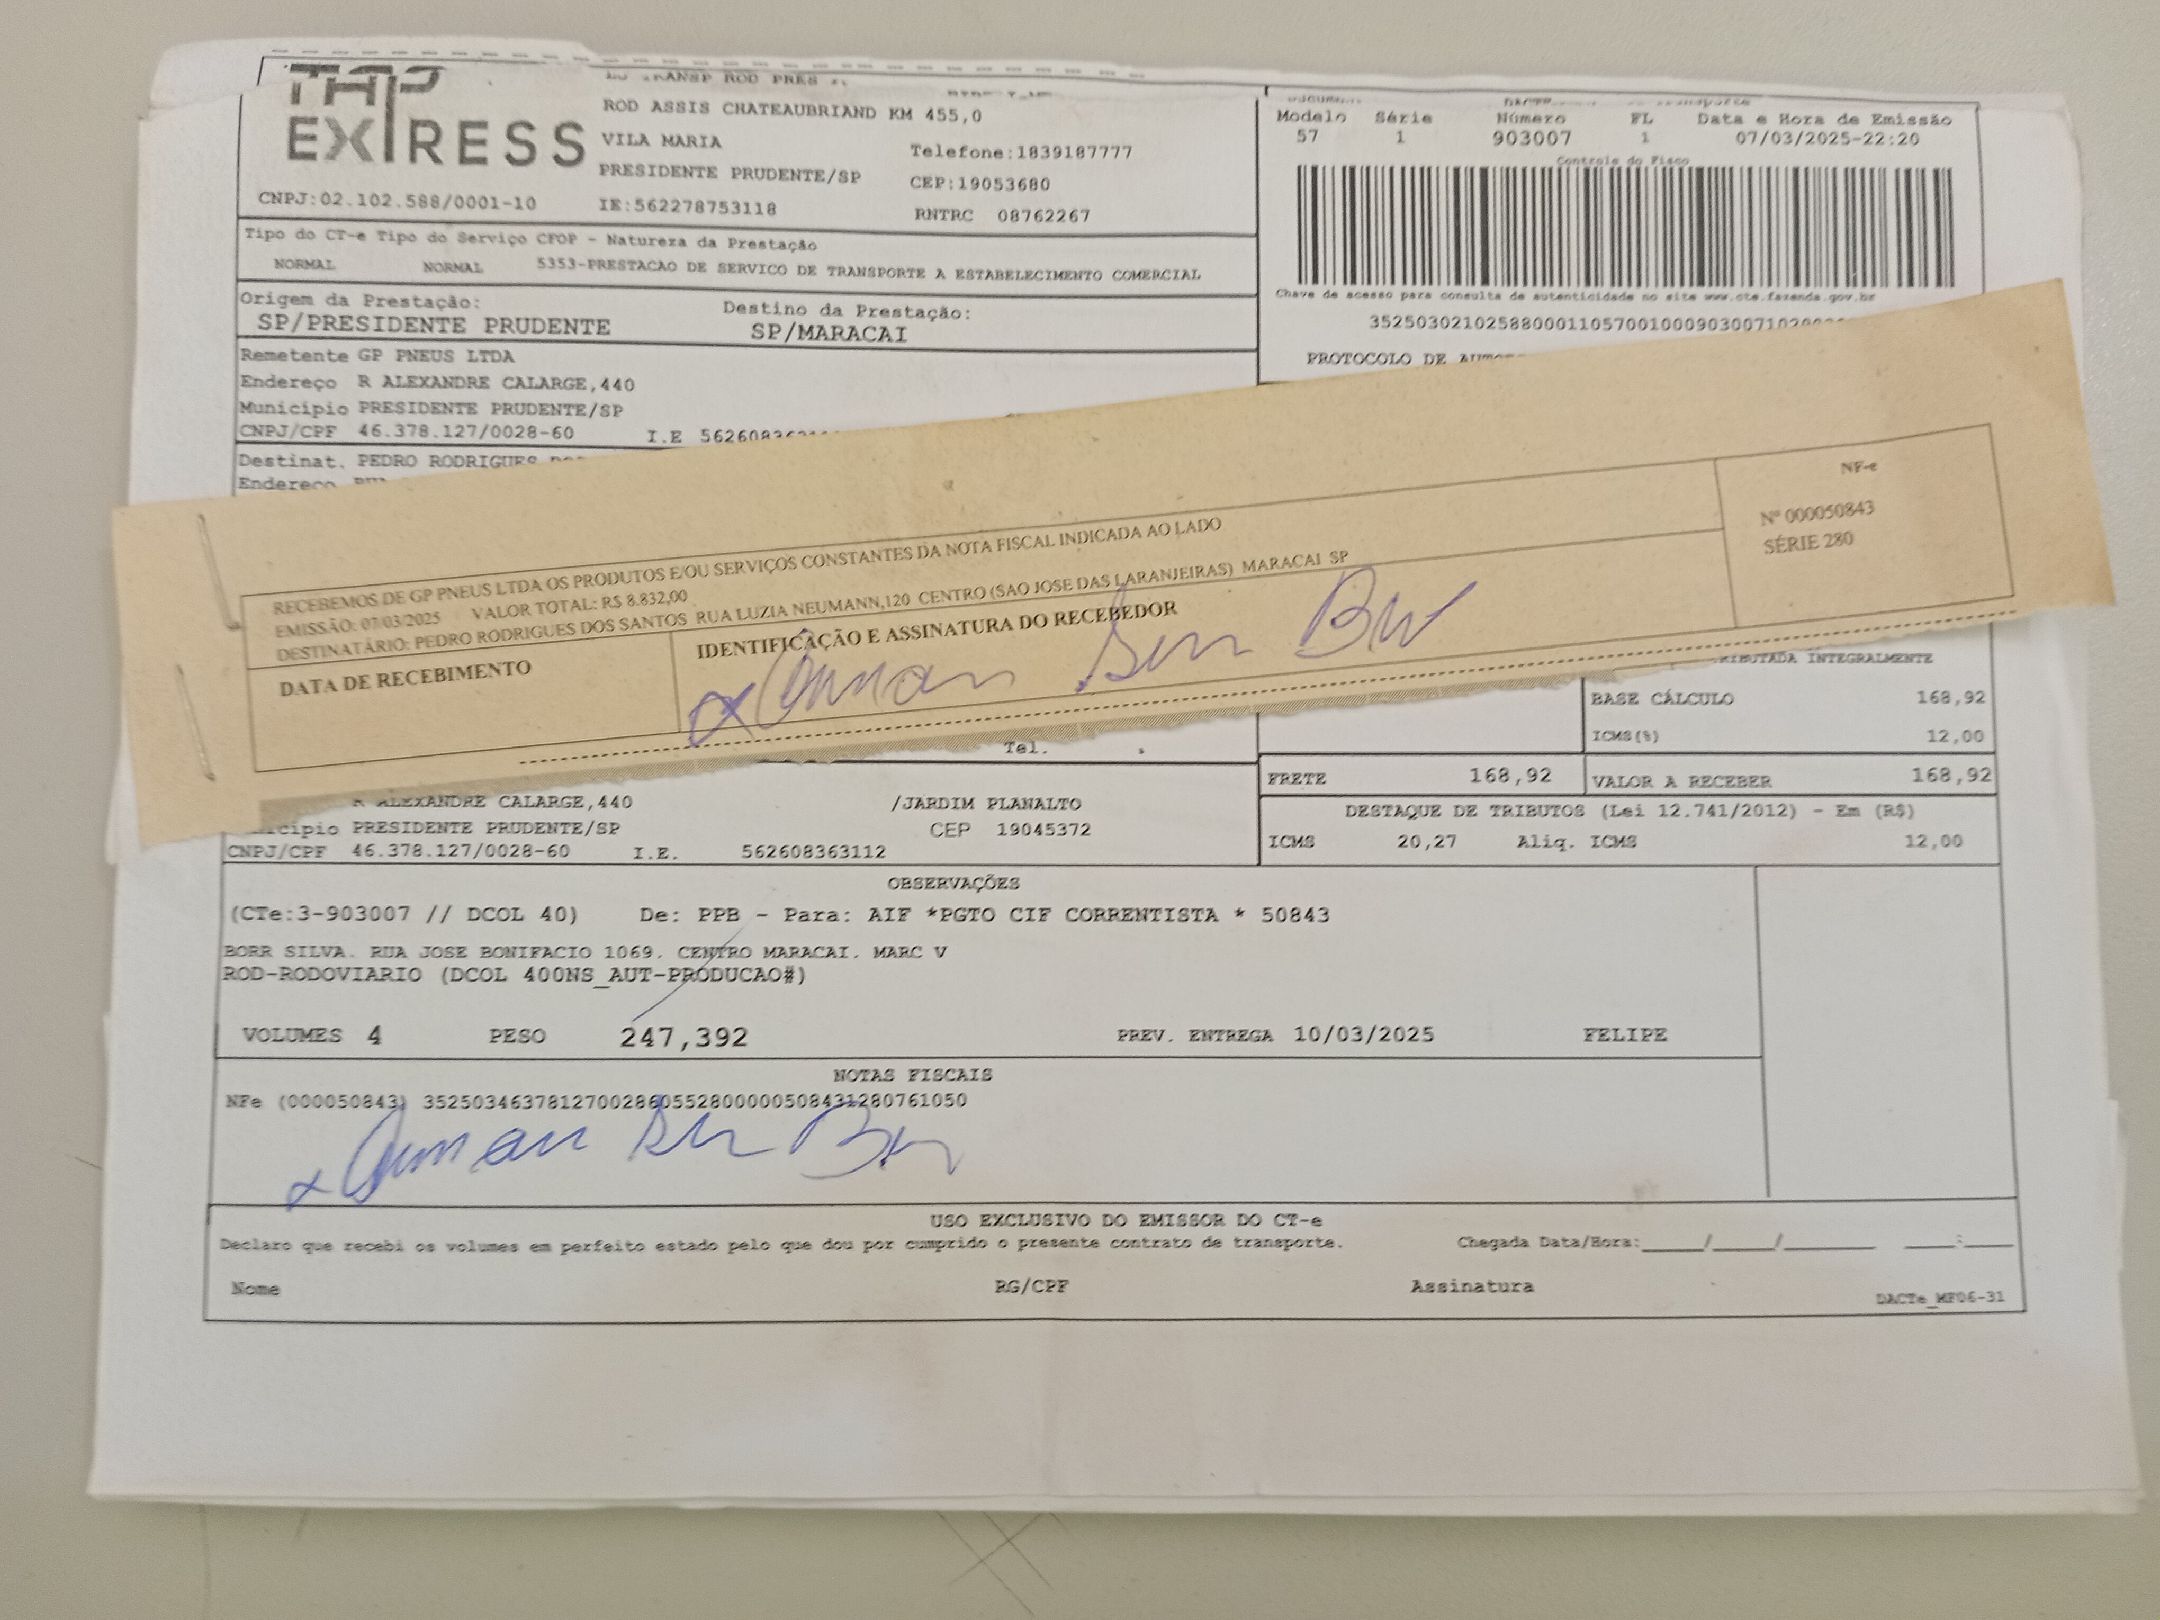 TAP
EXPRESS
ROD ASSIS CHATEAUBRIAND KM 455,0
VILA MARIA Telefone:1839187777
PRESIDENTE PRUDENTE/SP CEP:19053680
CNPJ:02.102.588/0001-10 IE:562278753118 RNTRC 08762267
Modelo Série Número FL Data e Hora de Emissão
57 1 903007 1 07/03/2025-22:20
Controle do Fisco
Chave de acesso para consulta de autenticidade no site www.cte.fazenda.gov.br
PROTOCOLO DE
Tipo do CT-e Tipo do Serviço CFOP - Natureza da Prestação
NORMAL NORMAL 5353-PRESTACAO DE SERVICO DE TRANSPORTE A ESTABELECIMENTO COMERCIAL
Origem da Prestação: Destino da Prestação:
SP/PRESIDENTE PRUDENTE SP/MARACAI
Remetente GP PNEUS LTDA
Endereço R ALEXANDRE CALARGE,440
Município PRESIDENTE PRUDENTE/SP
CNPJ/CPF 46.378.127/0028-60 I.E
Destinat. PEDRO RODRIGUES
Endereço
RECEBEMOS DE GP PNEUS LTDA OS PRODUTOS E/OU SERVIÇOS CONSTANTES DA NOTA FISCAL INDICADA AO LADO
EMISSÃO: 07/03/2025 VALOR TOTAL: R$ 8.832,00
DESTINATÁRIO: PEDRO RODRIGUES DOS SANTOS RUA LUZIA NEUMANN,120 CENTRO (SAO JOSE DAS LARANJEIRAS) MARACAI SP
DATA DE RECEBIMENTO
IDENTIFICAÇÃO E ASSINATURA DO RECEBEDOR
NF-e
Nº 000050843
SÉRIE 280
INTEGRALMENTE
BASE CÁLCULO 168,92
ICMS(%) 12,00
Tel.
FRETE 168,92 VALOR A RECEBER 168,92
R ALEXANDRE CALARGE,440 /JARDIM PLANALTO
PRESIDENTE PRUDENTE/SP CEP 19045372
CNPJ/CPF 46.378.127/0028-60 I.E. 562608363112
DESTAQUE DE TRIBUTOS (Lei 12.741/2012) - Em (R$)
ICMS 20,27 Aliq. ICMS 12,00
OBSERVAÇÕES
(CTe:3-903007 // DCOL 40) De: PPB - Para: AIF *PGTO CIF CORRENTISTA * 50843
BORR SILVA. RUA JOSE BONIFACIO 1069. CENTRO MARACAI. MARC V
ROD-RODOVIARIO (DCOL 400NS_AUT-PRODUCAO#)
VOLUMES 4 PESO 247,392 PREV. ENTREGA 10/03/2025 FELIPE
NOTAS FISCAIS
NFe (000050843) 35250346378127002860552800000508431280761050
USO EXCLUSIVO DO EMISSOR DO CT-e
Declaro que recebi os volumes em perfeito estado pelo que dou por cumprido o presente contrato de transporte. Chegada Data/Hora:____/____/______ ____:____
Nome RG/CPF Assinatura
DACTe_MF06-31